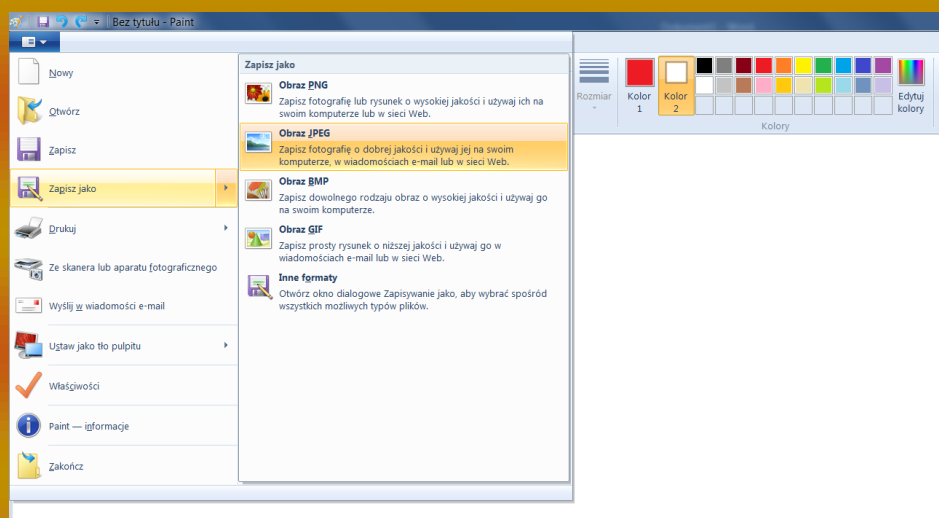 Bez tytułu - Paint
Nowy
Otwórz
Zapisz
Zapisz jako
Drukuj
Ze skanera lub aparatu fotograficznego
Wyślij w wiadomości e-mail
Ustaw jako tło pulpitu
Właściwości
Paint — informacje
Zakończ
Zapisz jako
Obraz PNG
Zapisz fotografię lub rysunek o wysokiej jakości i używaj ich na
swoim komputerze lub w sieci Web.
Obraz JPEG
Zapisz fotografię o dobrej jakości i używaj jej na swoim
komputerze, w wiadomościach e-mail lub w sieci Web.
Obraz BMP
Zapisz dowolnego rodzaju obraz o wysokiej jakości i używaj go
na swoim komputerze.
Obraz GIF
Zapisz prosty rysunek o niższej jakości i używaj go w
wiadomościach e-mail lub w sieci Web.
Inne formaty
Otwórz okno dialogowe Zapisywanie jako, aby wybrać spośród
wszystkich możliwych typów plików.
Rozmiar
Kolor
1
Kolor
2
Edytuj
kolory
Kolory